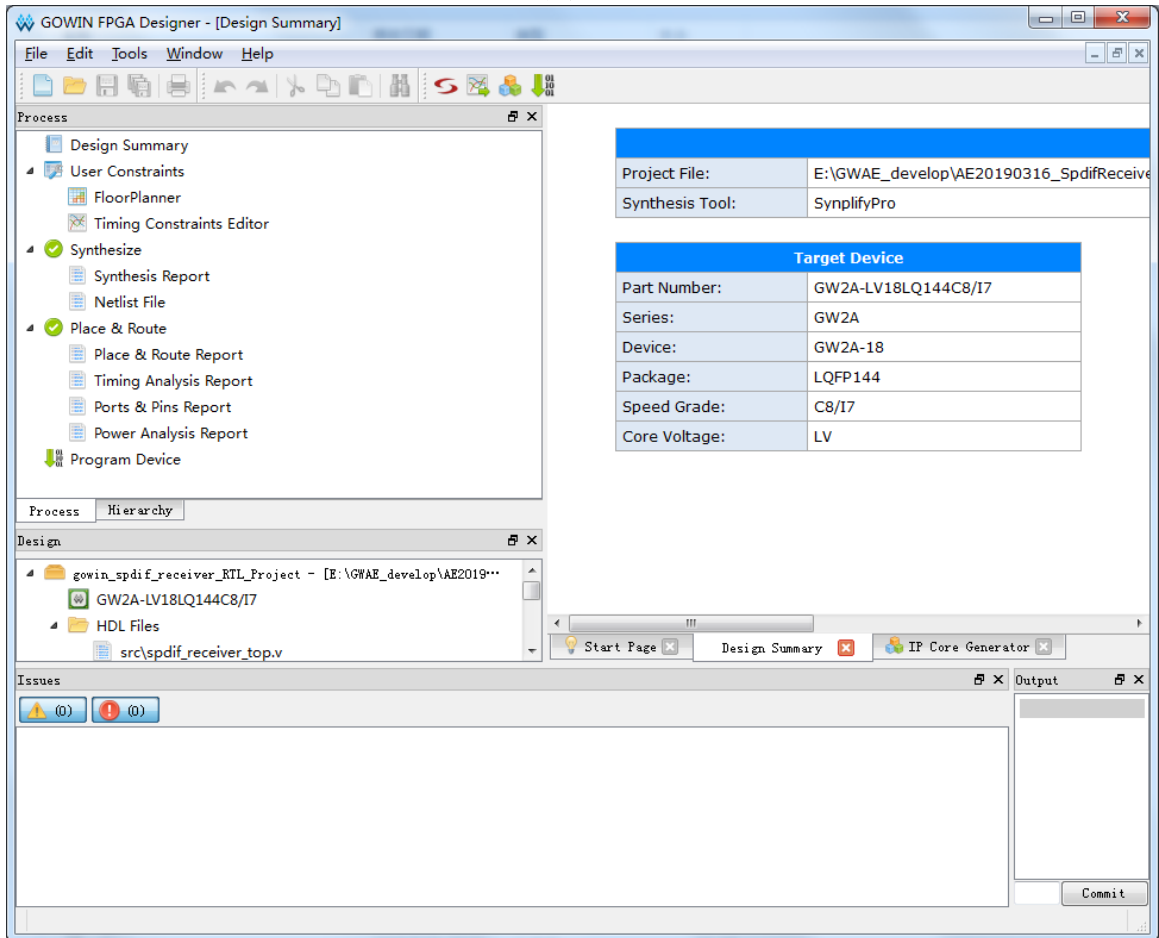 GOWIN FPGA Designer - [Design Summary]
File Edit Tools Window Help
Process
Design Summary
User Constraints
FloorPlanner
Timing Constraints Editor
Synthesize
Synthesis Report
Netlist File
Place & Route
Place & Route Report
Timing Analysis Report
Ports & Pins Report
Power Analysis Report
Program Device
Process Hierarchy
Design
gowin_spdif_receiver_RTL_Project - [E:\GWAE_develop\AE2019···
GW2A-LV18LQ144C8/I7
HDL Files
src\spdif_receiver_top.v
Project File: E:\GWAE_develop\AE20190316_SpdifReceive
Synthesis Tool: SynplifyPro
Target Device
Part Number: GW2A-LV18LQ144C8/I7
Series: GW2A
Device: GW2A-18
Package: LQFP144
Speed Grade: C8/I7
Core Voltage: LV
Start Page Design Summary IP Core Generator
Issues
(0) (0)
Output
Commit